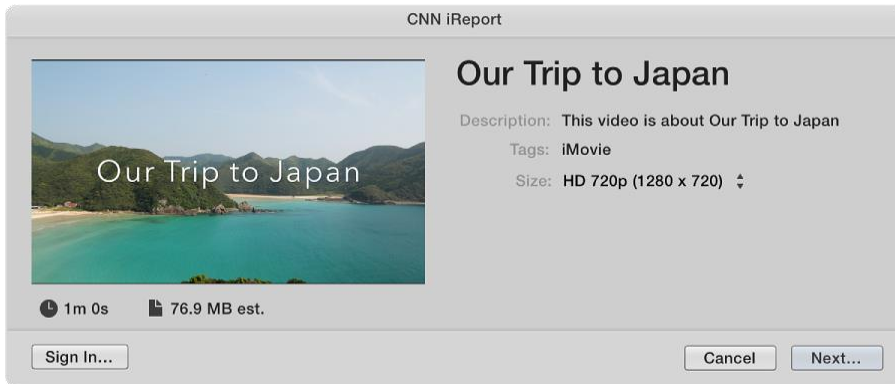 CNN iReport
Our Trip to Japan
Our Trip to Japan
Description: This video is about Our Trip to Japan
Tags: iMovie
Size: HD 720p (1280 x 720)
1m 0s 76.9 MB est.
Sign In... Cancel Next...